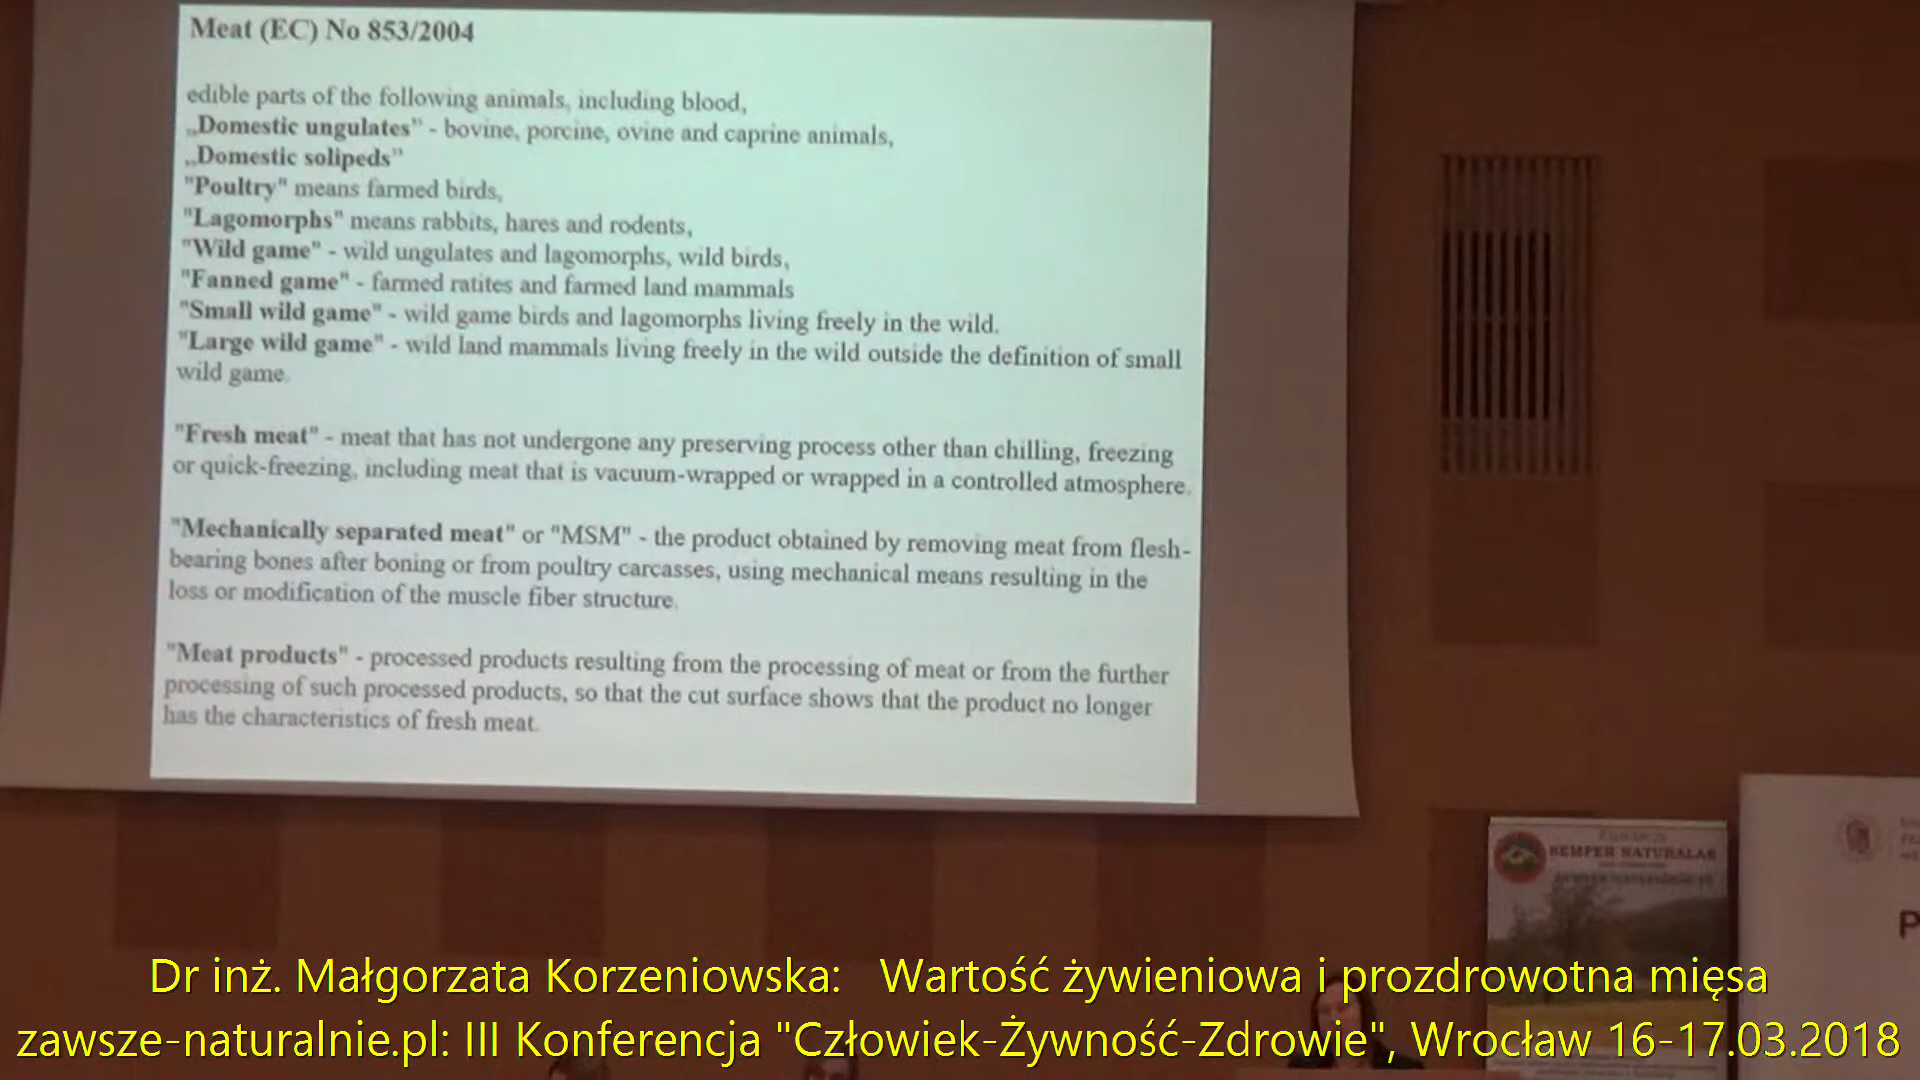 Meat (EC) No 853/2004
edible parts of the following animals, including blood,
„Domestic ungulates” - bovine, porcine, ovine and caprine animals,
„Domestic solipeds”
"Poultry" means farmed birds,
"Lagomorphs" means rabbits, hares and rodents,
"Wild game" - wild ungulates and lagomorphs, wild birds,
"Fanned game" - farmed ratites and farmed land mammals
"Small wild game" - wild game birds and lagomorphs living freely in the wild.
"Large wild game" - wild land mammals living freely in the wild outside the definition of small
wild game.
"Fresh meat" - meat that has not undergone any preserving process other than chilling, freezing
or quick-freezing, including meat that is vacuum-wrapped or wrapped in a controlled atmosphere.
"Mechanically separated meat" or "MSM" - the product obtained by removing meat from flesh-
bearing bones after boning or from poultry carcasses, using mechanical means resulting in the
loss or modification of the muscle fiber structure.
"Meat products" - processed products resulting from the processing of meat or from the further
processing of such processed products, so that the cut surface shows that the product no longer
has the characteristics of fresh meat.
Fundacja
SEMPER NATURALAE
P
Dr inż. Małgorzata Korzeniowska: Wartość żywieniowa i prozdrowotna mięsa
zawsze-naturalnie.pl: III Konferencja "Człowiek-Żywność-Zdrowie", Wrocław 16-17.03.2018